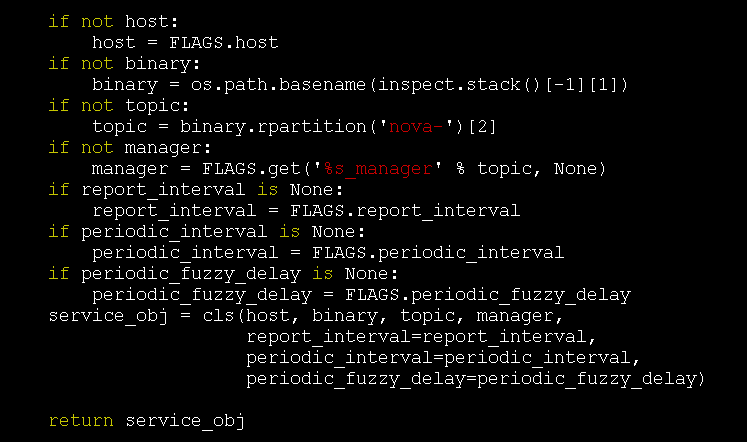 if not host:
    host = FLAGS.host
if not binary:
    binary = os.path.basename(inspect.stack()[-1][1])
if not topic:
    topic = binary.rpartition('nova-')[2]
if not manager:
    manager = FLAGS.get('%s_manager' % topic, None)
if report_interval is None:
    report_interval = FLAGS.report_interval
if periodic_interval is None:
    periodic_interval = FLAGS.periodic_interval
if periodic_fuzzy_delay is None:
    periodic_fuzzy_delay = FLAGS.periodic_fuzzy_delay
service_obj = cls(host, binary, topic, manager,
                  report_interval=report_interval,
                  periodic_interval=periodic_interval,
                  periodic_fuzzy_delay=periodic_fuzzy_delay)

return service_obj